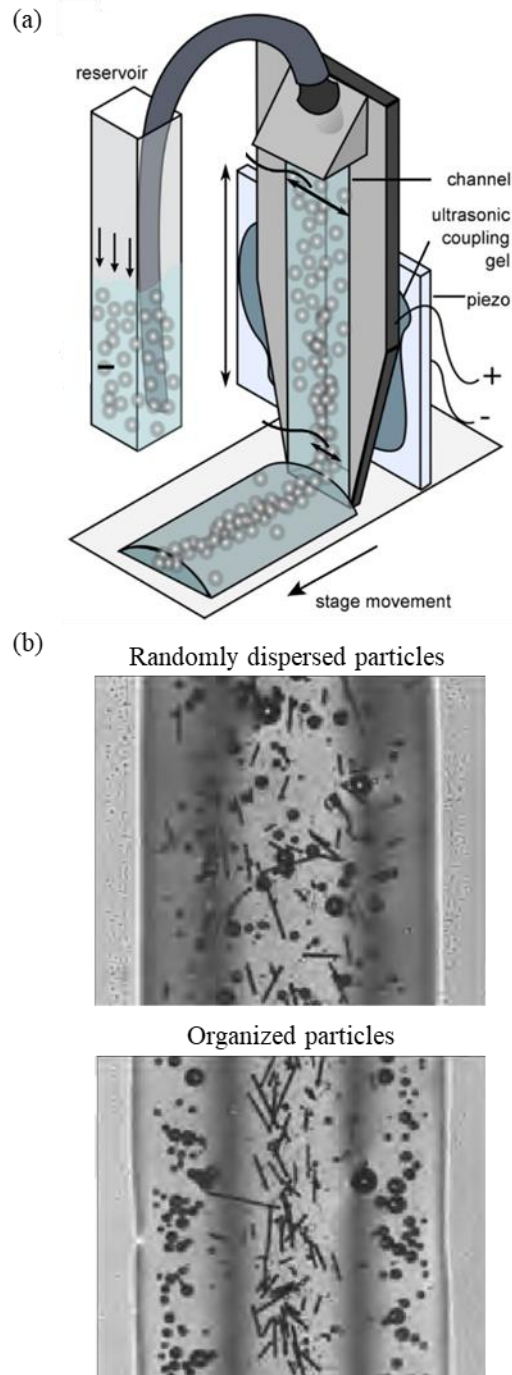 (a)
reservoir
channel
ultrasonic
coupling
gel
piezo
+
-
stage movement
(b)
Randomly dispersed particles
Organized particles